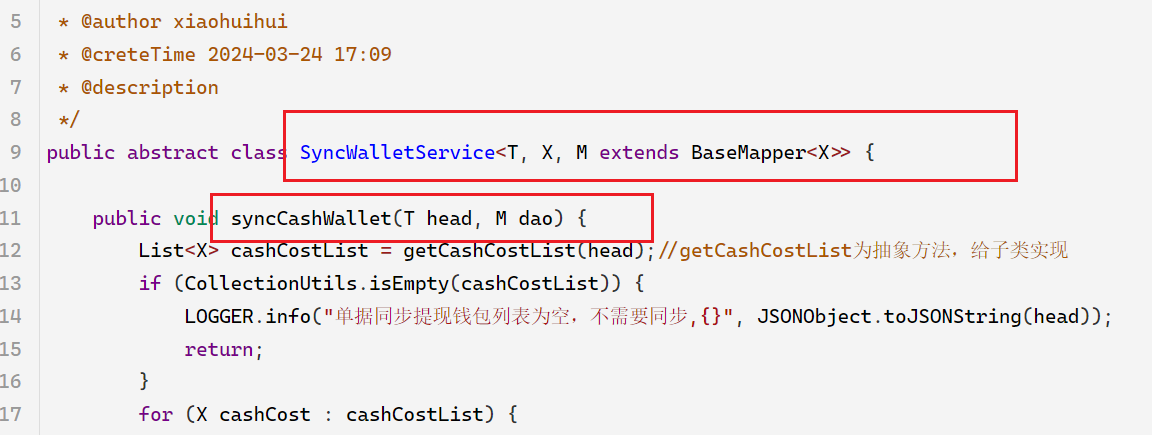 5 * @author xiaohuihui
6 * @creteTime 2024-03-24 17:09
7 * @description
8 */
9 public abstract class SyncWalletService<T, X, M extends BaseMapper<X>> {
10
11 public void syncCashWallet(T head, M dao) {
12 List<X> cashCostList = getCashCostList(head);//getCashCostList为抽象方法，给子类实现
13 if (CollectionUtils.isEmpty(cashCostList)) {
14 LOGGER.info("单据同步提现钱包列表为空，不需要同步,{}", JSONObject.toJSONString(head));
15 return;
16 }
17 for (X cashCost : cashCostList) {